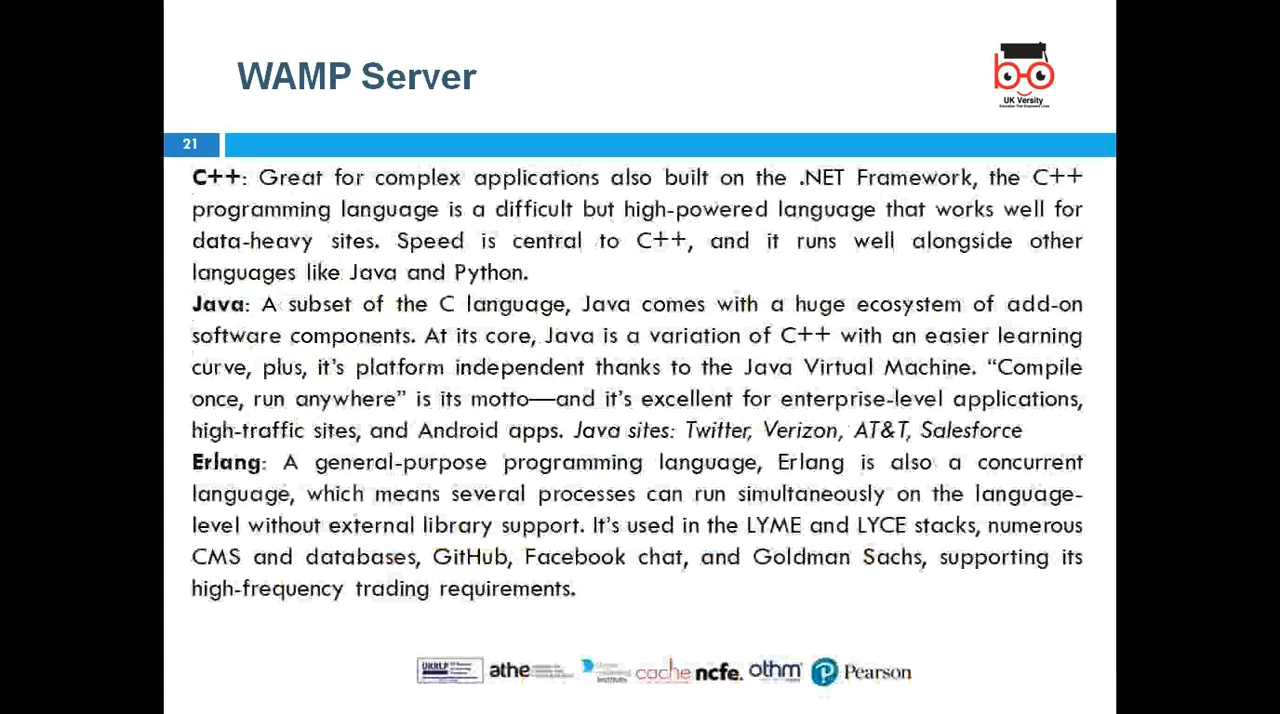 WAMP Server
UK Versity
21
C++: Great for complex applications also built on the .NET Framework, the C++
programming language is a difficult but high-powered language that works well for
data-heavy sites. Speed is central to C++, and it runs well alongside other
languages like Java and Python.
Java: A subset of the C language, Java comes with a huge ecosystem of add-on
software components. At its core, Java is a variation of C++ with an easier learning
curve, plus, it's platform independent thanks to the Java Virtual Machine. “Compile
once, run anywhere” is its motto—and it's excellent for enterprise-level applications,
high-traffic sites, and Android apps. Java sites: Twitter, Verizon, AT&T, Salesforce
Erlang: A general-purpose programming language, Erlang is also a concurrent
language, which means several processes can run simultaneously on the language-
level without external library support. It's used in the LYME and LYCE stacks, numerous
CMS and databases, GitHub, Facebook chat, and Goldman Sachs, supporting its
high-frequency trading requirements.
UKRLP athe cache ncfe. othm Pearson